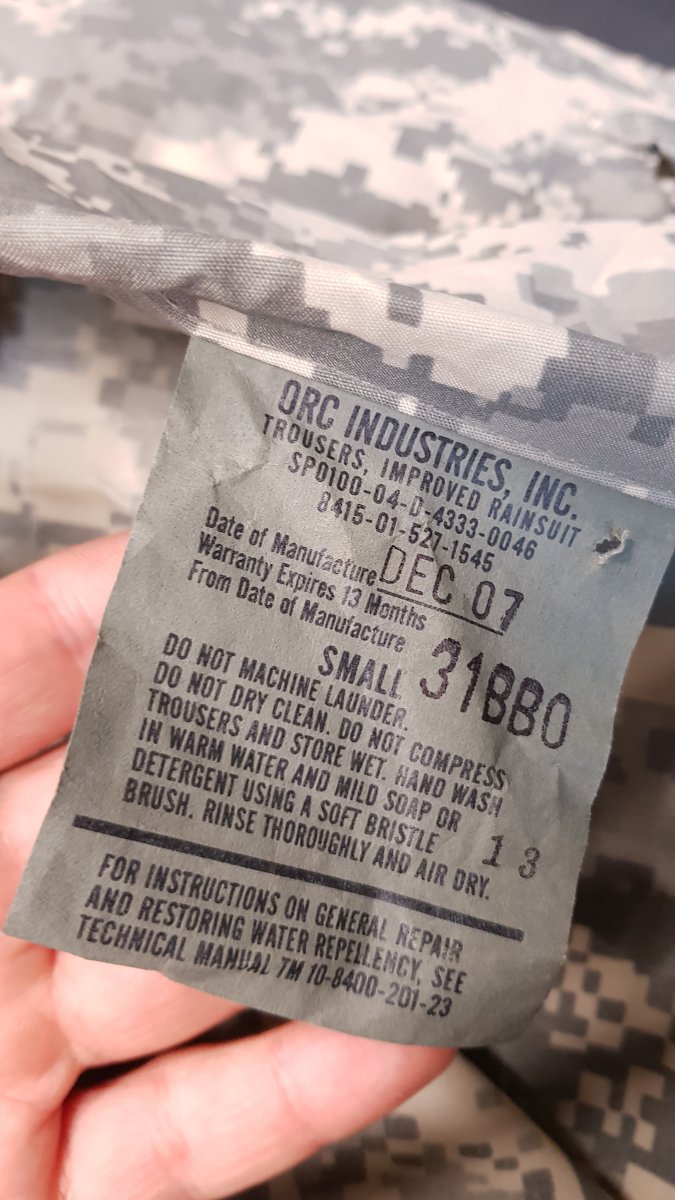 ORC INDUSTRIES, INC.
TROUSERS, IMPROVED RAINSUIT
SP0100-04-D-4333-0046
8415-01-527-1545
Date of Manufacture DEC 07
Warranty Expires 13 Months
From Date of Manufacture
SMALL 31BB0
DO NOT MACHINE LAUNDER.
DO NOT DRY CLEAN. DO NOT COMPRESS
TROUSERS AND STORE WET. HAND WASH
IN WARM WATER AND MILD SOAP OR
DETERGENT USING A SOFT BRISTLE
BRUSH. RINSE THOROUGHLY AND AIR DRY.
13
FOR INSTRUCTIONS ON GENERAL REPAIR
AND RESTORING WATER REPELLENCY, SEE
TECHNICAL MANUAL TM 10-8400-201-23